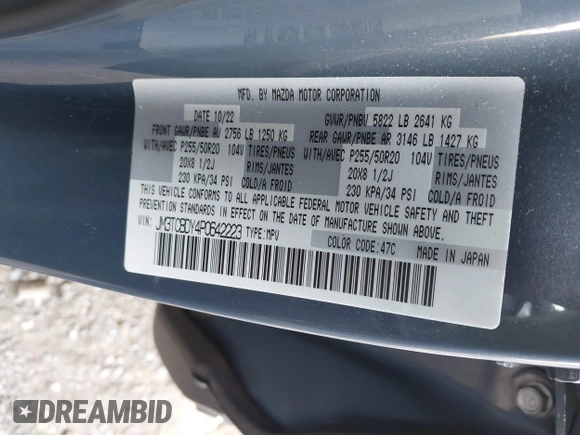 MFD. BY MAZDA MOTOR CORPORATION
DATE 10/22 GVWR/PNBV 5822 LB 2641 KG
FRONT GAWR/PNBE AV 2756 LB 1250 KG REAR GAWR/PNBE AR 3146 LB 1427 KG
WITH/AVEC P255/50R20 104V TIRES/PNEUS WITH/AVEC P255/50R20 104V TIRES/PNEUS
20X8 1/2J RIMS/JANTES 20X8 1/2J RIMS/JANTES
230 KPA/34 PSI COLD/A FROID 230 KPA/34 PSI COLD/A FROID
THIS VEHICLE CONFORMS TO ALL APPLICABLE FEDERAL MOTOR VEHICLE SAFETY AND THEFT
PREVENTION STANDARDS IN EFFECT ON THE DATE OF MANUFACTURE SHOWN ABOVE.
JM3TCBDY4P0642223 TYPE:MPV COLOR CODE:47C MADE IN JAPAN
DREAMBID